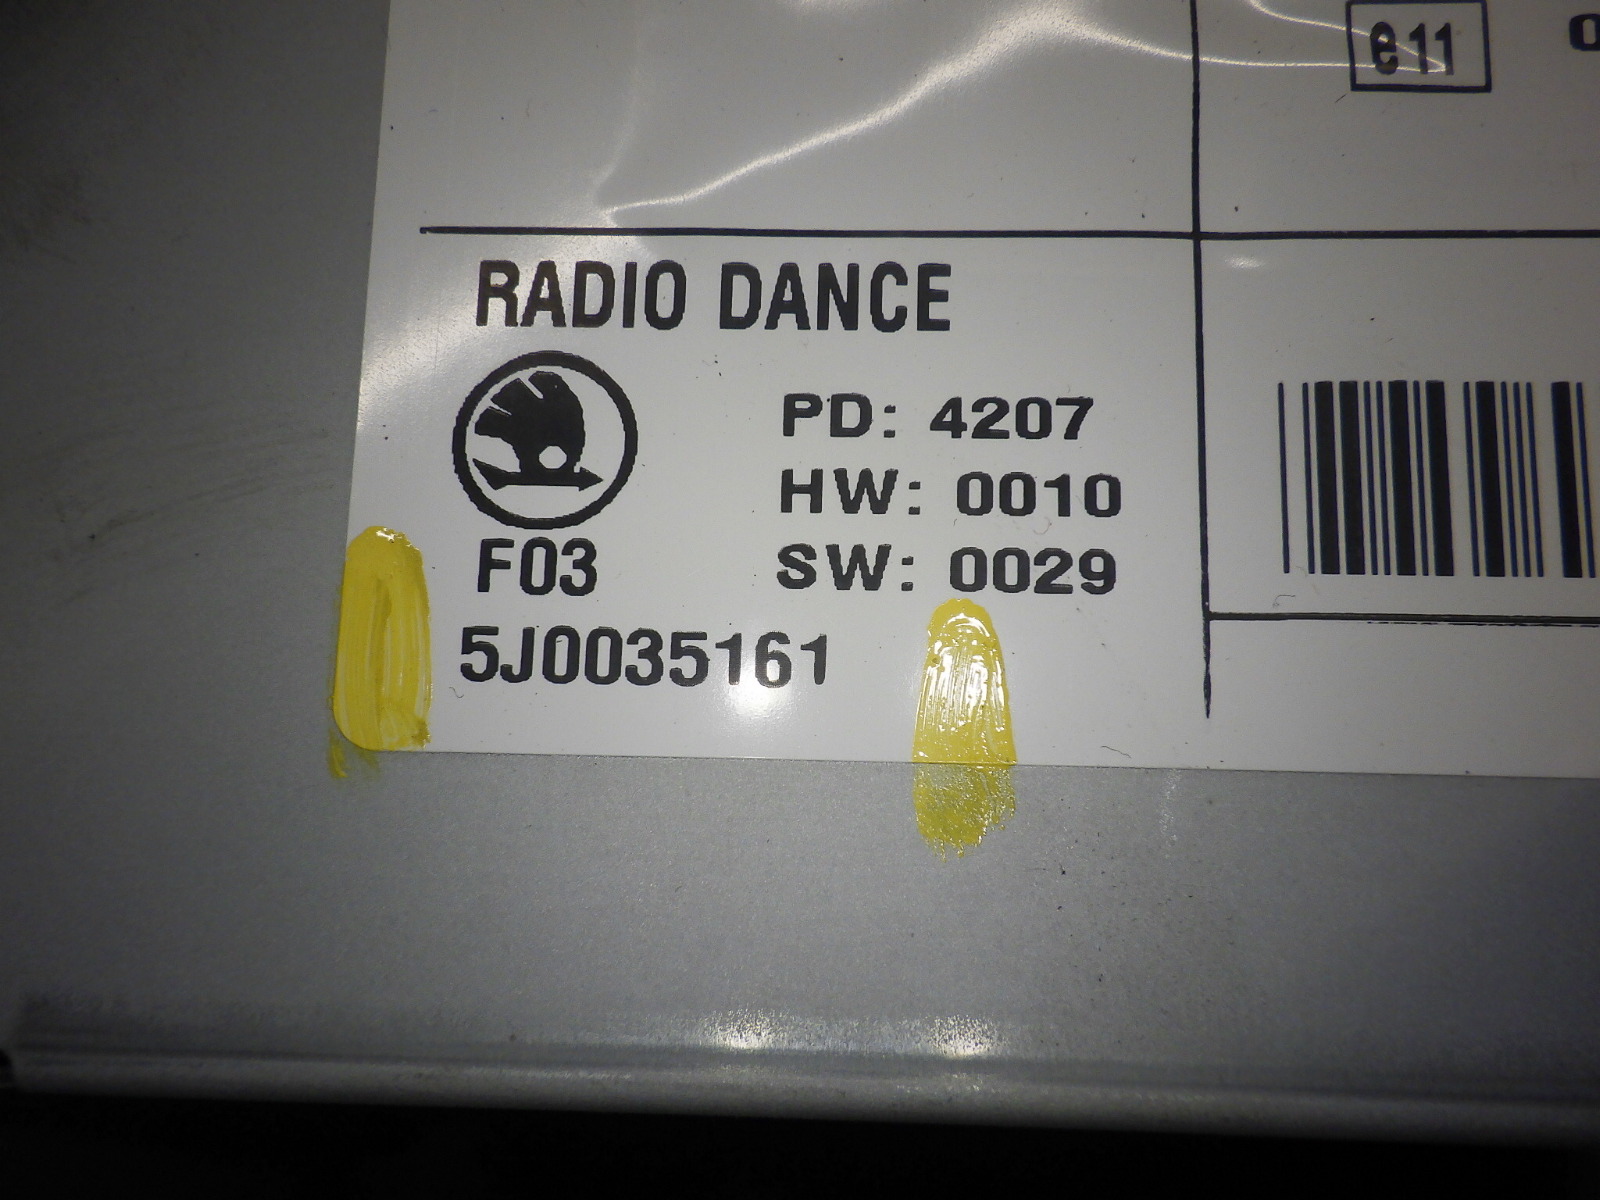 e11
RADIO DANCE
PD: 4207
HW: 0010
F03
SW: 0029
5J0035161